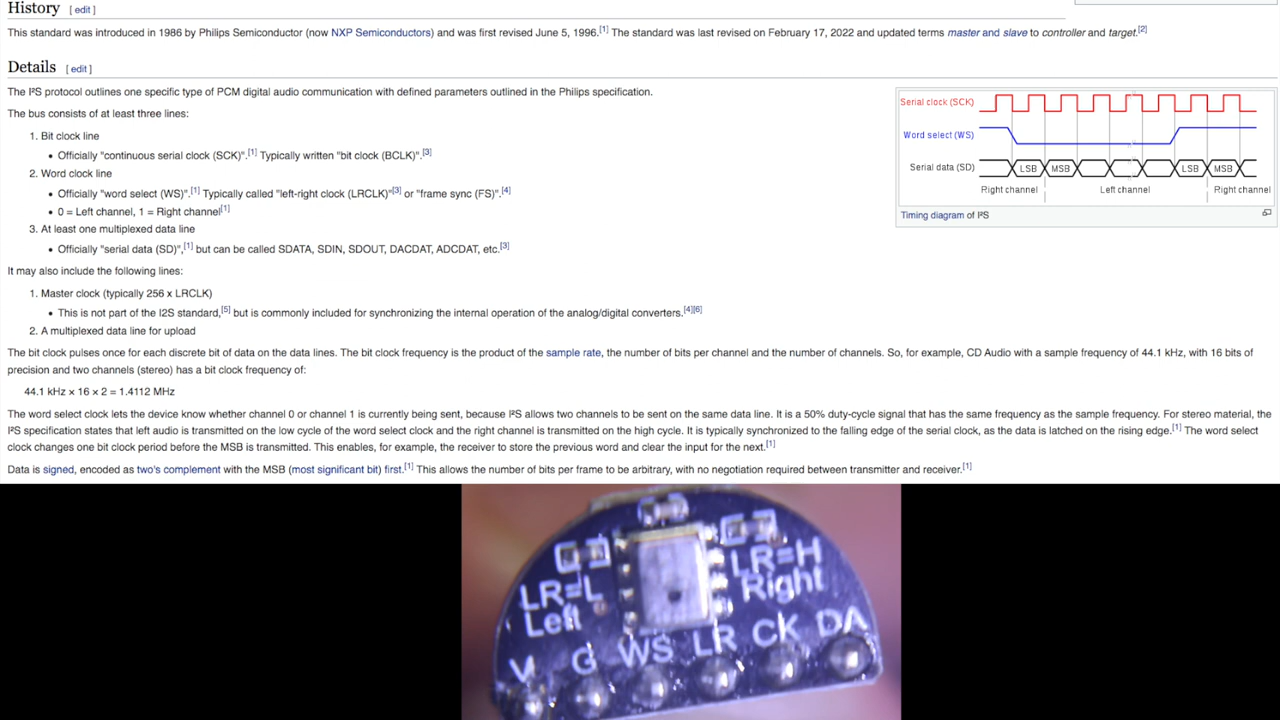 History [ edit ]
This standard was introduced in 1986 by Philips Semiconductor (now NXP Semiconductors) and was first revised June 5, 1996.[1] The standard was last revised on February 17, 2022 and updated terms master and slave to controller and target.[2]
Details [ edit ]
The I²S protocol outlines one specific type of PCM digital audio communication with defined parameters outlined in the Philips specification.
The bus consists of at least three lines:
1. Bit clock line
• Officially "continuous serial clock (SCK)".[1] Typically written "bit clock (BCLK)".[3]
2. Word clock line
• Officially "word select (WS)".[1] Typically called "left-right clock (LRCLK)"[3] or "frame sync (FS)".[4]
• 0 = Left channel, 1 = Right channel[1]
3. At least one multiplexed data line
• Officially "serial data (SD)",[1] but can be called SDATA, SDIN, SDOUT, DACDAT, ADCDAT, etc.[3]
It may also include the following lines:
1. Master clock (typically 256 x LRCLK)
• This is not part of the I2S standard,[5] but is commonly included for synchronizing the internal operation of the analog/digital converters.[4][6]
2. A multiplexed data line for upload
The bit clock pulses once for each discrete bit of data on the data lines. The bit clock frequency is the product of the sample rate, the number of bits per channel and the number of channels. So, for example, CD Audio with a sample frequency of 44.1 kHz, with 16 bits of
precision and two channels (stereo) has a bit clock frequency of:
44.1 kHz × 16 × 2 = 1.4112 MHz
The word select clock lets the device know whether channel 0 or channel 1 is currently being sent, because I²S allows two channels to be sent on the same data line. It is a 50% duty-cycle signal that has the same frequency as the sample frequency. For stereo material, the
I²S specification states that left audio is transmitted on the low cycle of the word select clock and the right channel is transmitted on the high cycle. It is typically synchronized to the falling edge of the serial clock, as the data is latched on the rising edge.[1] The word select
clock changes one bit clock period before the MSB is transmitted. This enables, for example, the receiver to store the previous word and clear the input for the next.[1]
Data is signed, encoded as two's complement with the MSB (most significant bit) first.[1] This allows the number of bits per frame to be arbitrary, with no negotiation required between transmitter and receiver.[1]
Serial clock (SCK)
Word select (WS)
Serial data (SD) LSB MSB LSB MSB
Right channel Left channel Right channel
Timing diagram of I²S
LR=L
Left
LR=H
Right
V G WS LR CK DA